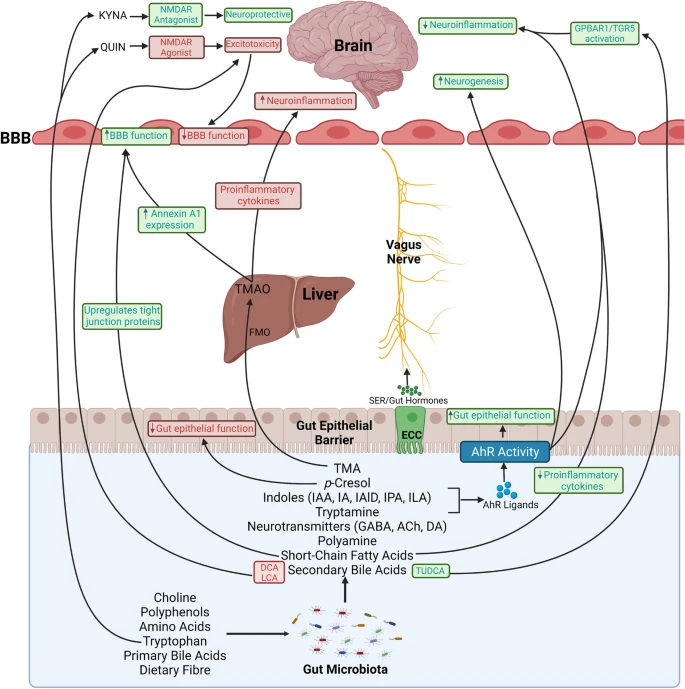 KYNA
NMDAR
Antagonist
Neuroprotective
QUIN
NMDAR
Agonist
Excitotoxicity
Brain
↓ Neuroinflammation
GPBAR1/TGR5
activation
↑ Neuroinflammation
↑ Neurogenesis
BBB
↑BBB function
↓BBB function
Proinflammatory
cytokines
↑ Annexin A1
expression
Vagus
Nerve
TMAO
Liver
FMO
Upregulates tight
junction proteins
SER/Gut Hormones
↓Gut epithelial function
Gut Epithelial
Barrier
ECC
↑Gut epithelial function
AhR Activity
TMA
p-Cresol
Indoles (IAA, IA, IAID, IPA, ILA)
Tryptamine
AhR Ligands
↓Proinflammatory
cytokines
Neurotransmitters (GABA, ACh, DA)
Polyamine
Short-Chain Fatty Acids
DCA
LCA
Secondary Bile Acids
TUDCA
Choline
Polyphenols
Amino Acids
Tryptophan
Primary Bile Acids
Dietary Fibre
Gut Microbiota